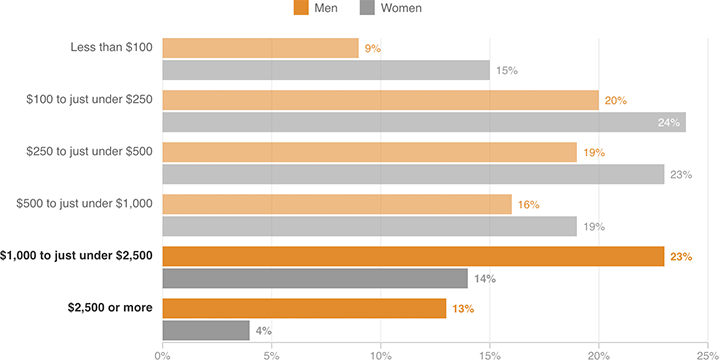 Men Women
Less than $100
9%
15%
$100 to just under $250
20%
24%
$250 to just under $500
19%
23%
$500 to just under $1,000
16%
19%
$1,000 to just under $2,500
23%
14%
$2,500 or more
13%
4%
0% 5% 10% 15% 20% 25%